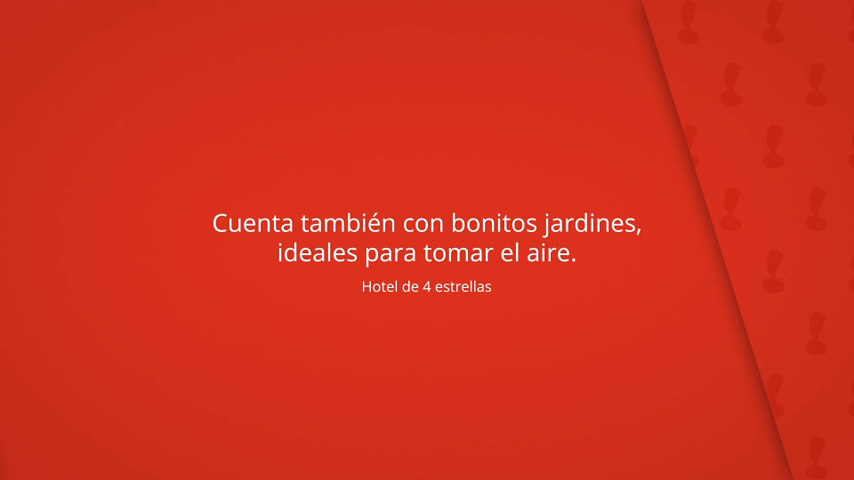 Cuenta también con bonitos jardines,
ideales para tomar el aire.
Hotel de 4 estrellas